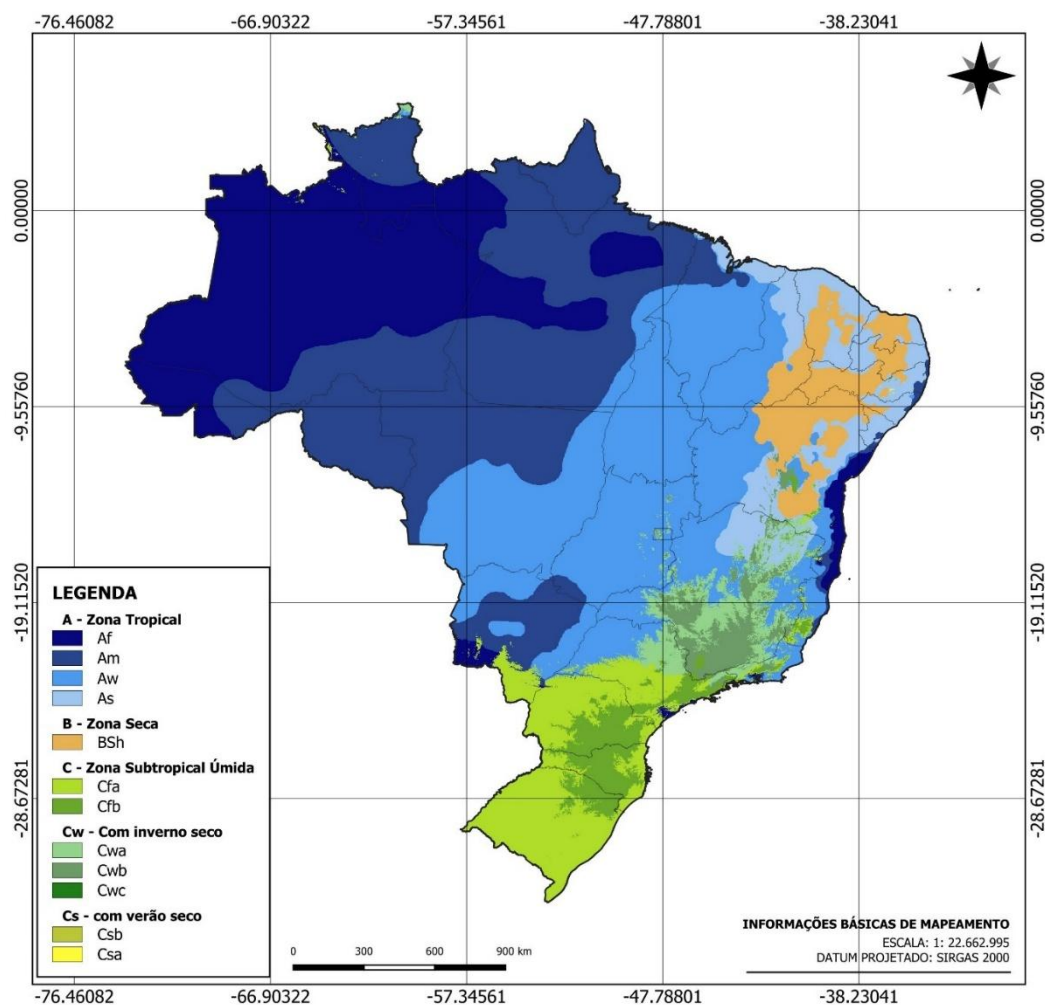 -76.46082 -66.90322 -57.34561 -47.78801 -38.23041
0.00000 0.00000
-9.55760 -9.55760
-19.11520 -19.11520
-28.67281 -28.67281
LEGENDA
A - Zona Tropical
Af
Am
Aw
As
B - Zona Seca
BSh
C - Zona Subtropical Úmida
Cfa
Cfb
Cw - Com inverno seco
Cwa
Cwb
Cwc
Cs - com verão seco
Csb
Csa
0 300 600 900 km
INFORMAÇÕES BÁSICAS DE MAPEAMENTO
ESCALA: 1: 22.662.995
DATUM PROJETADO: SIRGAS 2000
-76.46082 -66.90322 -57.34561 -47.78801 -38.23041